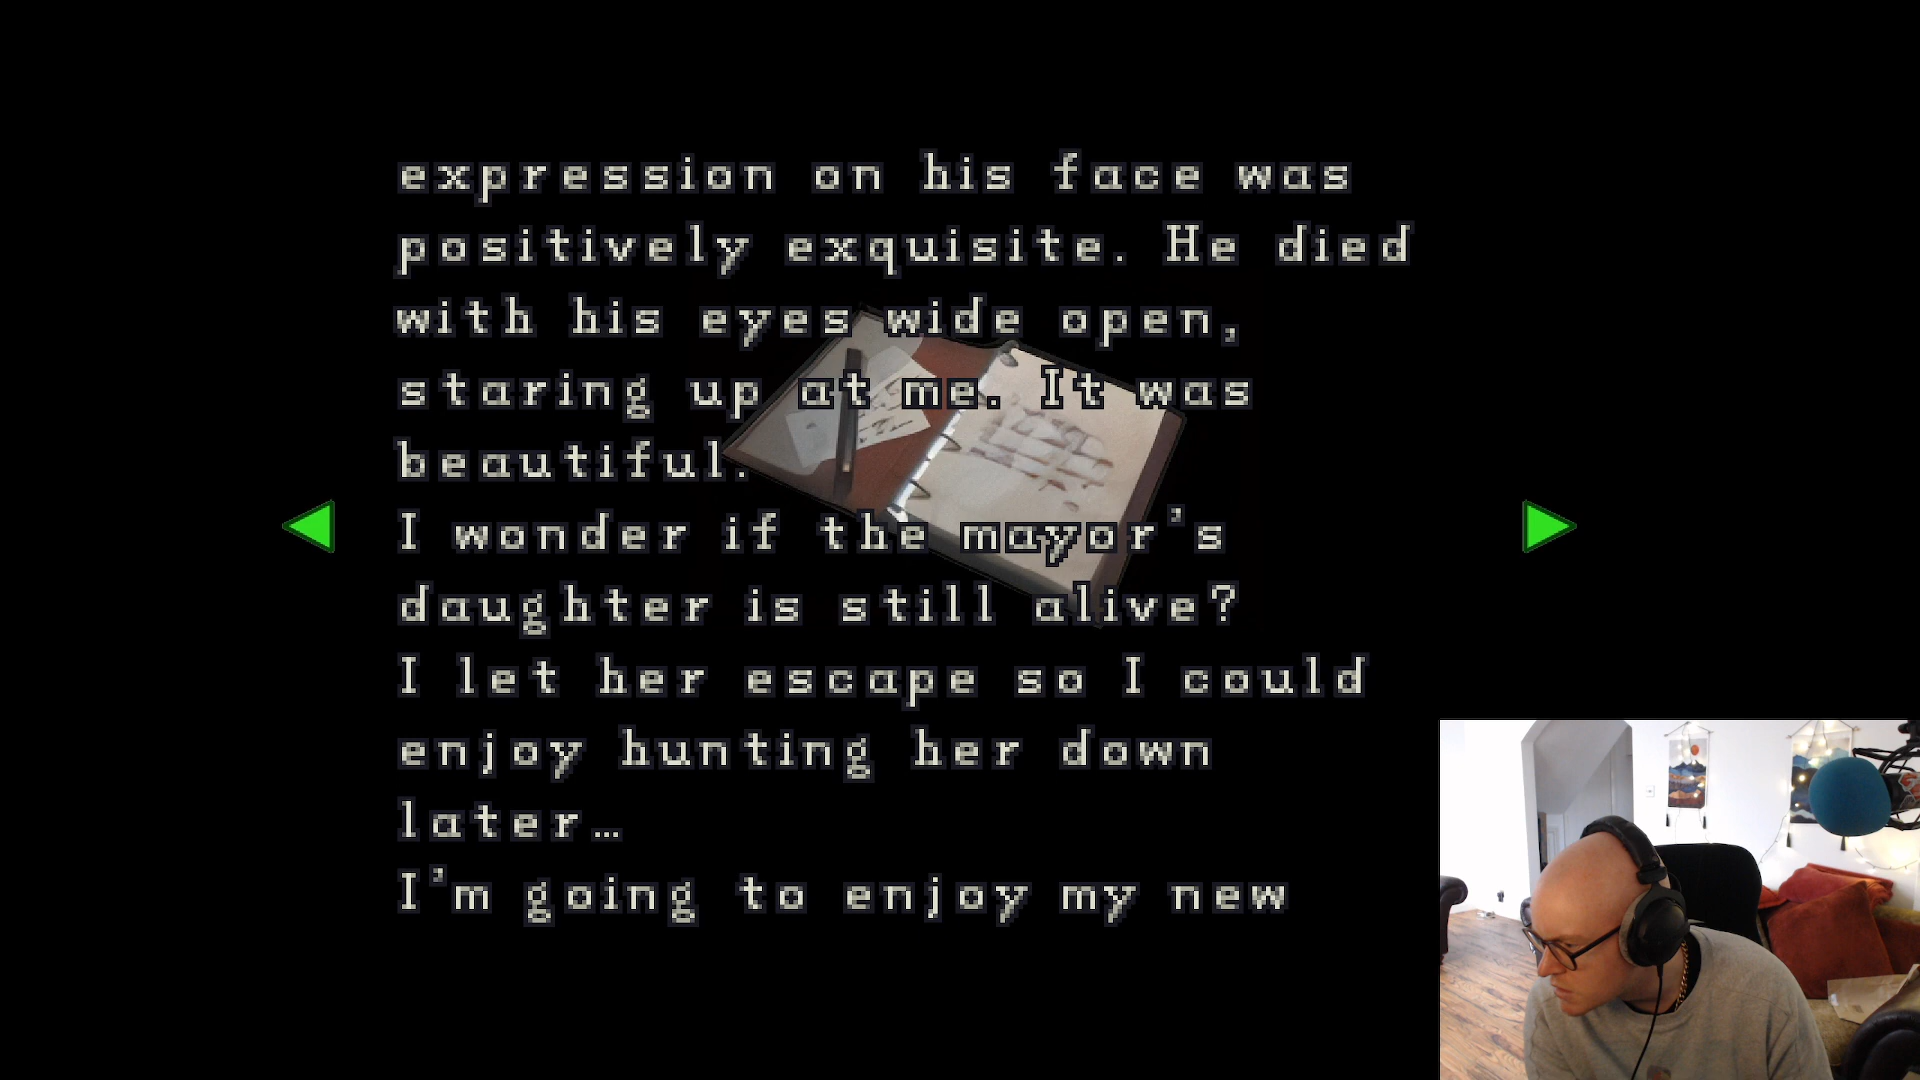 expression on his face was
positively exquisite. He died
with his eyes wide open,
staring up at me. It was
beautiful.
I wonder if the mayor's
daughter is still alive?
I let her escape so I could
enjoy hunting her down
later…
I'm going to enjoy my new